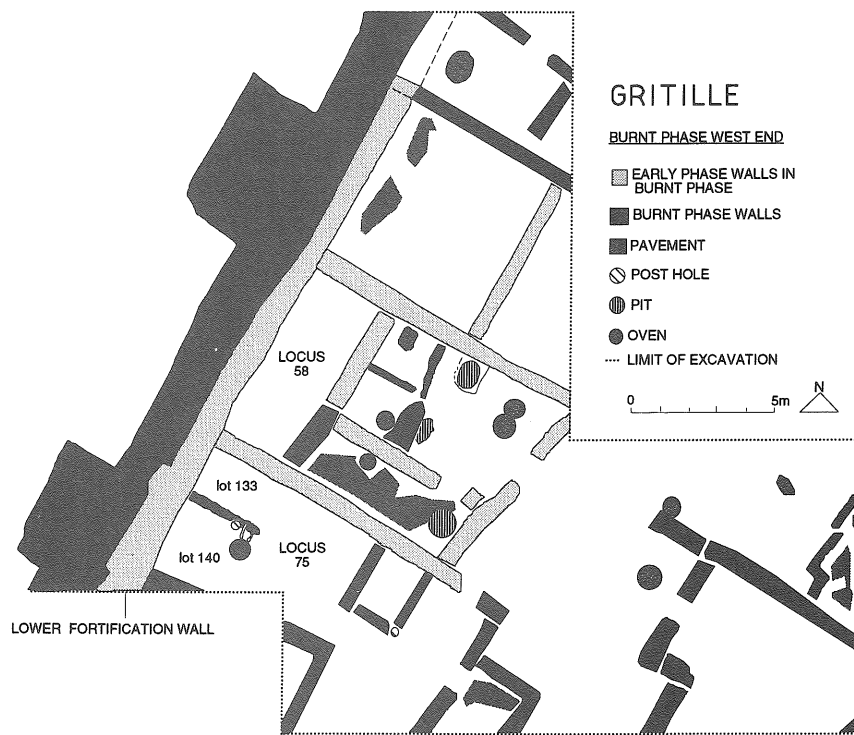 GRITILLE
BURNT PHASE WEST END
EARLY PHASE WALLS IN
BURNT PHASE
BURNT PHASE WALLS
PAVEMENT
POST HOLE
PIT
OVEN
LIMIT OF EXCAVATION
0 5m
N
LOCUS
58
lot 133
lot 140
LOCUS
75
LOWER FORTIFICATION WALL